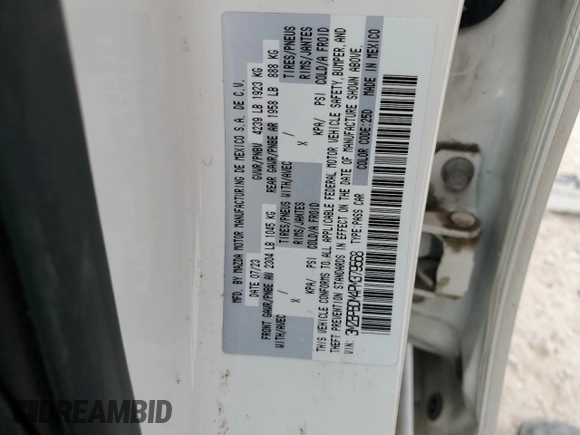 MFG. BY MAZDA MOTOR MANUFACTURING DE MEXICO S.A. DE C.V.
DATE 07/23 GVWR/PNBV 4239 LB 1923 KG
FRONT GAWR/PNBE AV 2304 LB 1045 KG REAR GAWR/PNBE AR 1958 LB 888 KG
WITH/AVEC TIRES/PNEUS WITH/AVEC TIRES/PNEUS
RIMS/JANTES X / RIMS/JANTES
KPA/ PSI COLD/A FROID KPA/ PSI COLD/A FROID
THIS VEHICLE CONFORMS TO ALL APPLICABLE FEDERAL MOTOR VEHICLE SAFETY, BUMPER, AND
THEFT PREVENTION STANDARDS IN EFFECT ON THE DATE OF MANUFACTURE SHOWN ABOVE.
VIN: TYPE:PASS CAR COLOR CODE:25D MADE IN MEXICO
DREAMBID